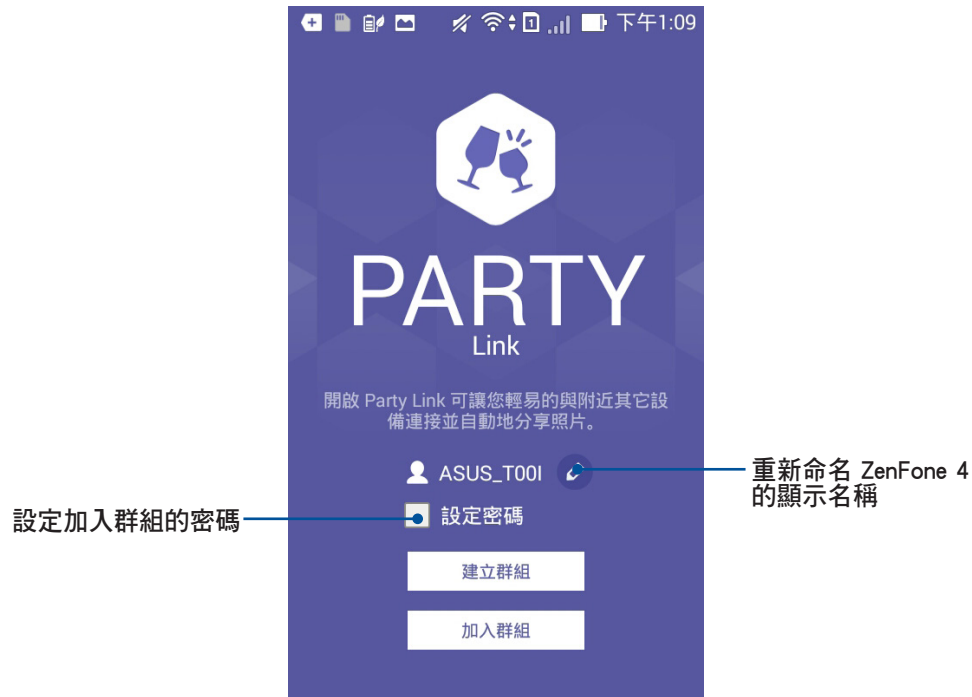 下午1:09
PARTY
Link
開啟 Party Link 可讓您輕易的與附近其它設
備連接並自動地分享照片。
ASUS_T00I
重新命名 ZenFone 4
的顯示名稱
設定加入群組的密碼
設定密碼
建立群組
加入群組